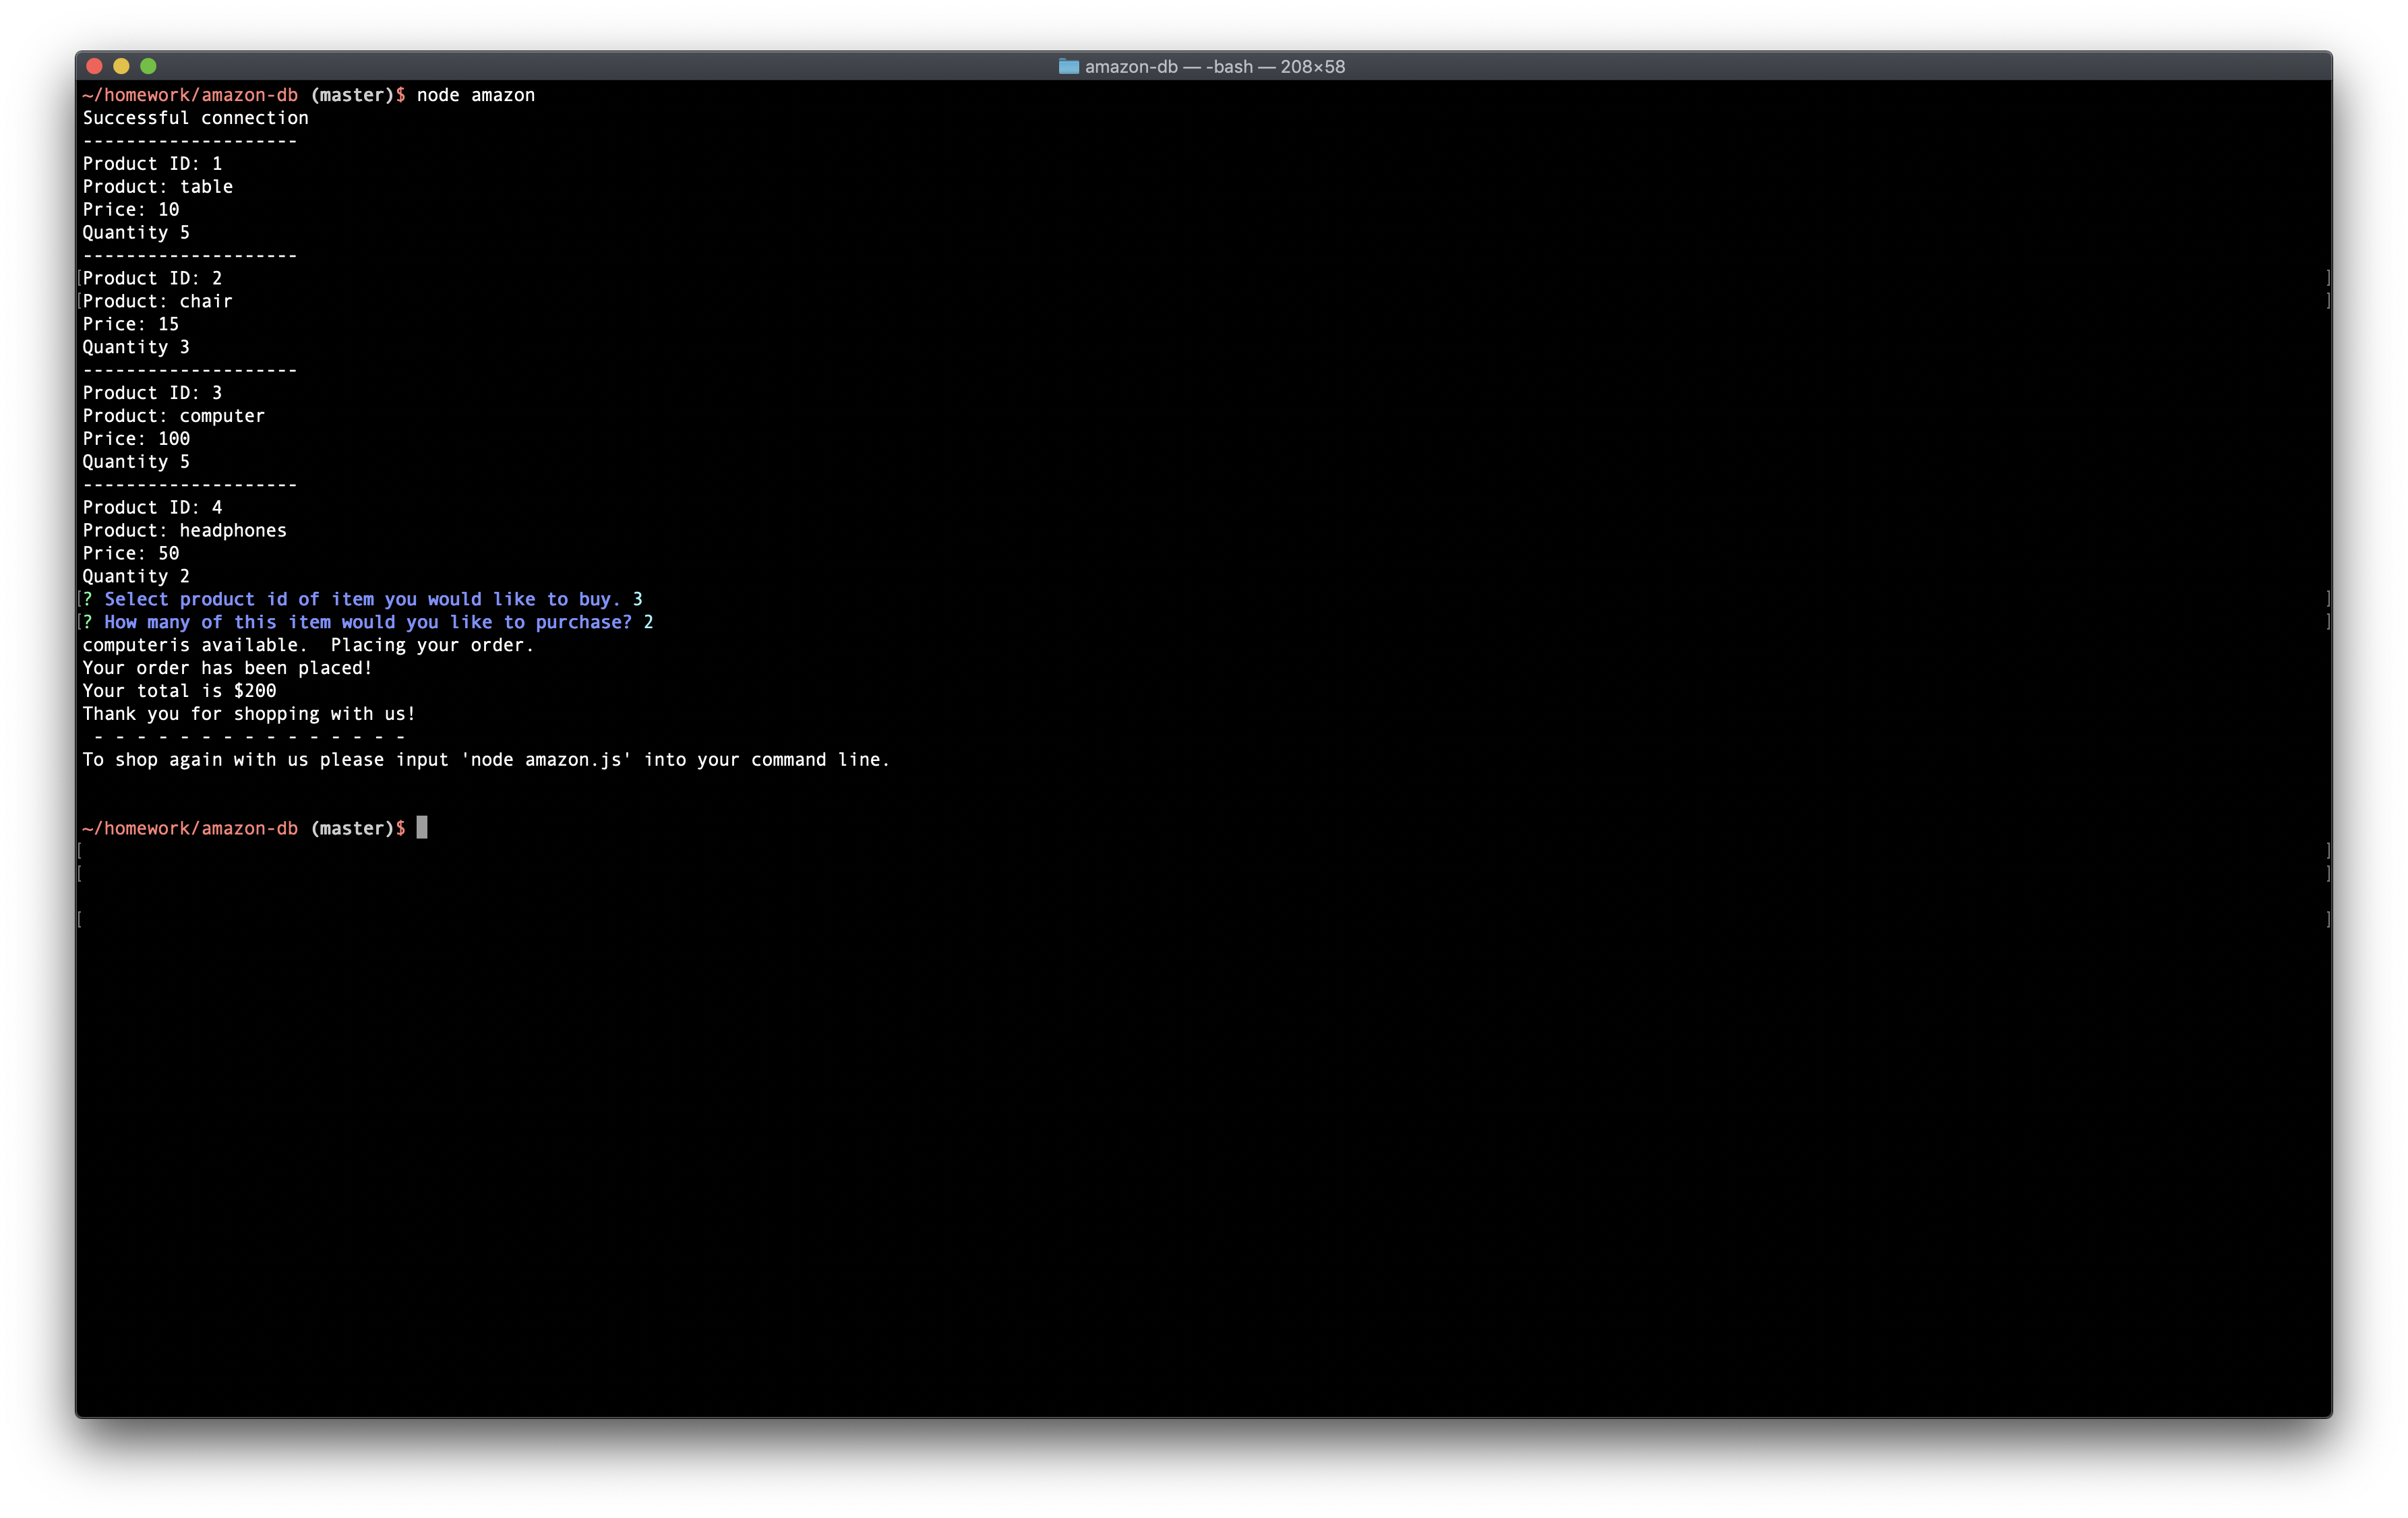 amazon-db — -bash — 208×58
~/homework/amazon-db (master)$ node amazon
Successful connection
--------------------
Product ID: 1
Product: table
Price: 10
Quantity 5
--------------------
[Product ID: 2 ]
[Product: chair ]
Price: 15
Quantity 3
--------------------
Product ID: 3
Product: computer
Price: 100
Quantity 5
--------------------
Product ID: 4
Product: headphones
Price: 50
Quantity 2
[? Select product id of item you would like to buy. 3 ]
[? How many of this item would you like to purchase? 2 ]
computeris available.  Placing your order.
Your order has been placed!
Your total is $200
Thank you for shopping with us!
 - - - - - - - - - - - - - - -
To shop again with us please input 'node amazon.js' into your command line.
~/homework/amazon-db (master)$
[ ]
[ ]
[ ]